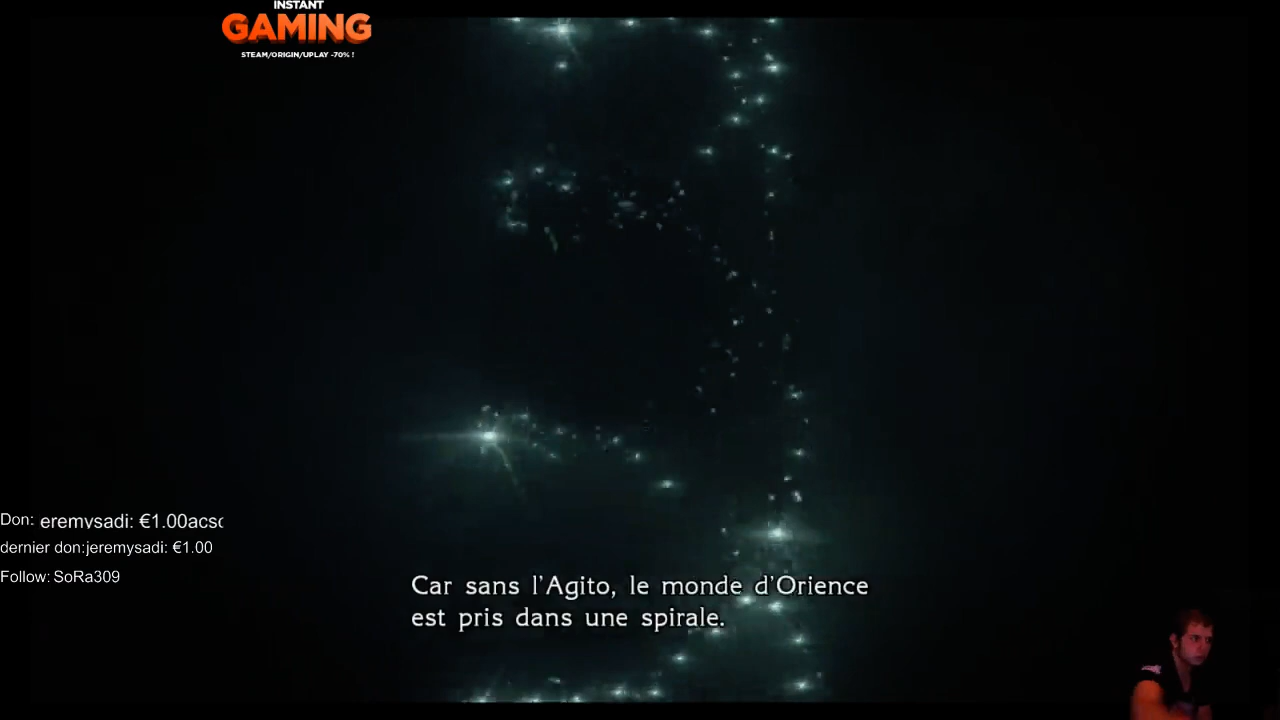 INSTANT
GAMING
STEAM/ORIGIN/UPLAY -70% !
Don: eremysadi: €1.00acsc
dernier don:jeremysadi: €1.00
Follow: SoRa309
Car sans l'Agito, le monde d'Orience
est pris dans une spirale.